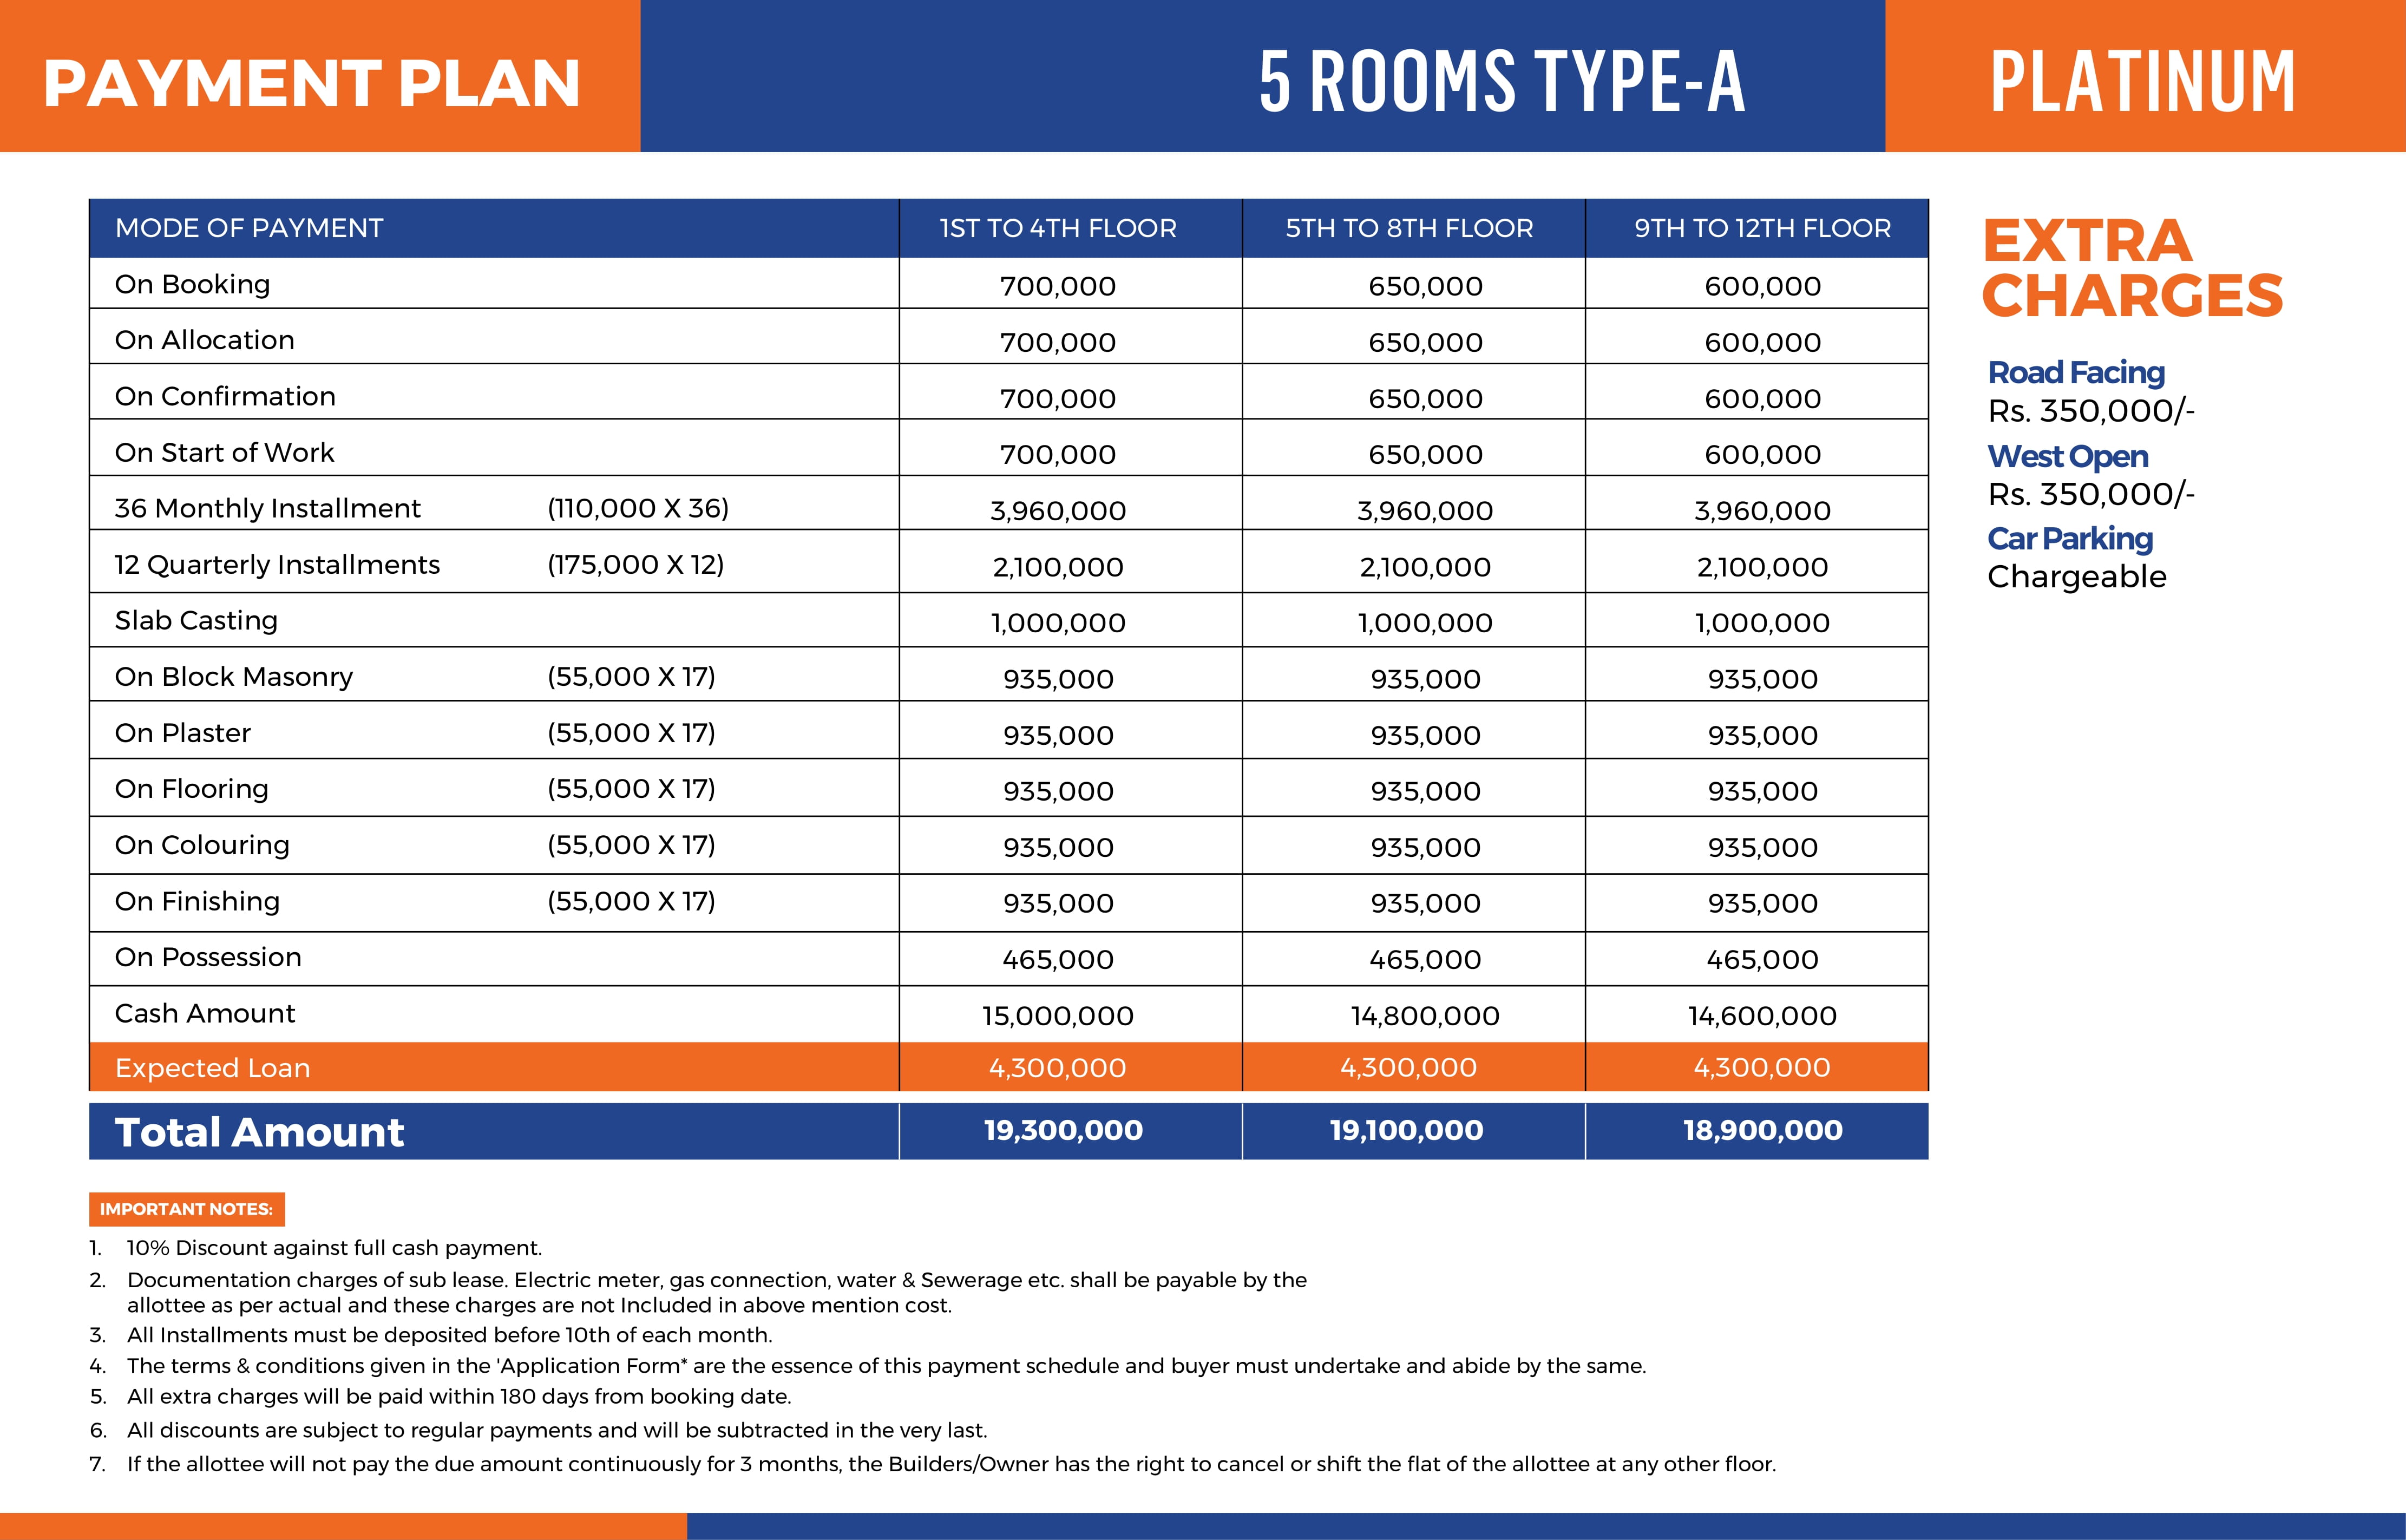 PAYMENT PLAN 5 ROOMS TYPE-A PLATINUM
MODE OF PAYMENT 1ST TO 4TH FLOOR 5TH TO 8TH FLOOR 9TH TO 12TH FLOOR
On Booking 700,000 650,000 600,000
On Allocation 700,000 650,000 600,000
On Confirmation 700,000 650,000 600,000
On Start of Work 700,000 650,000 600,000
36 Monthly Installment (110,000 X 36) 3,960,000 3,960,000 3,960,000
12 Quarterly Installments (175,000 X 12) 2,100,000 2,100,000 2,100,000
Slab Casting 1,000,000 1,000,000 1,000,000
On Block Masonry (55,000 X 17) 935,000 935,000 935,000
On Plaster (55,000 X 17) 935,000 935,000 935,000
On Flooring (55,000 X 17) 935,000 935,000 935,000
On Colouring (55,000 X 17) 935,000 935,000 935,000
On Finishing (55,000 X 17) 935,000 935,000 935,000
On Possession 465,000 465,000 465,000
Cash Amount 15,000,000 14,800,000 14,600,000
Expected Loan 4,300,000 4,300,000 4,300,000
Total Amount 19,300,000 19,100,000 18,900,000
EXTRA
CHARGES
Road Facing
Rs. 350,000/-
West Open
Rs. 350,000/-
Car Parking
Chargeable
IMPORTANT NOTES:
1. 10% Discount against full cash payment.
2. Documentation charges of sub lease. Electric meter, gas connection, water & Sewerage etc. shall be payable by the
allottee as per actual and these charges are not Included in above mention cost.
3. All Installments must be deposited before 10th of each month.
4. The terms & conditions given in the 'Application Form* are the essence of this payment schedule and buyer must undertake and abide by the same.
5. All extra charges will be paid within 180 days from booking date.
6. All discounts are subject to regular payments and will be subtracted in the very last.
7. If the allottee will not pay the due amount continuously for 3 months, the Builders/Owner has the right to cancel or shift the flat of the allottee at any other floor.